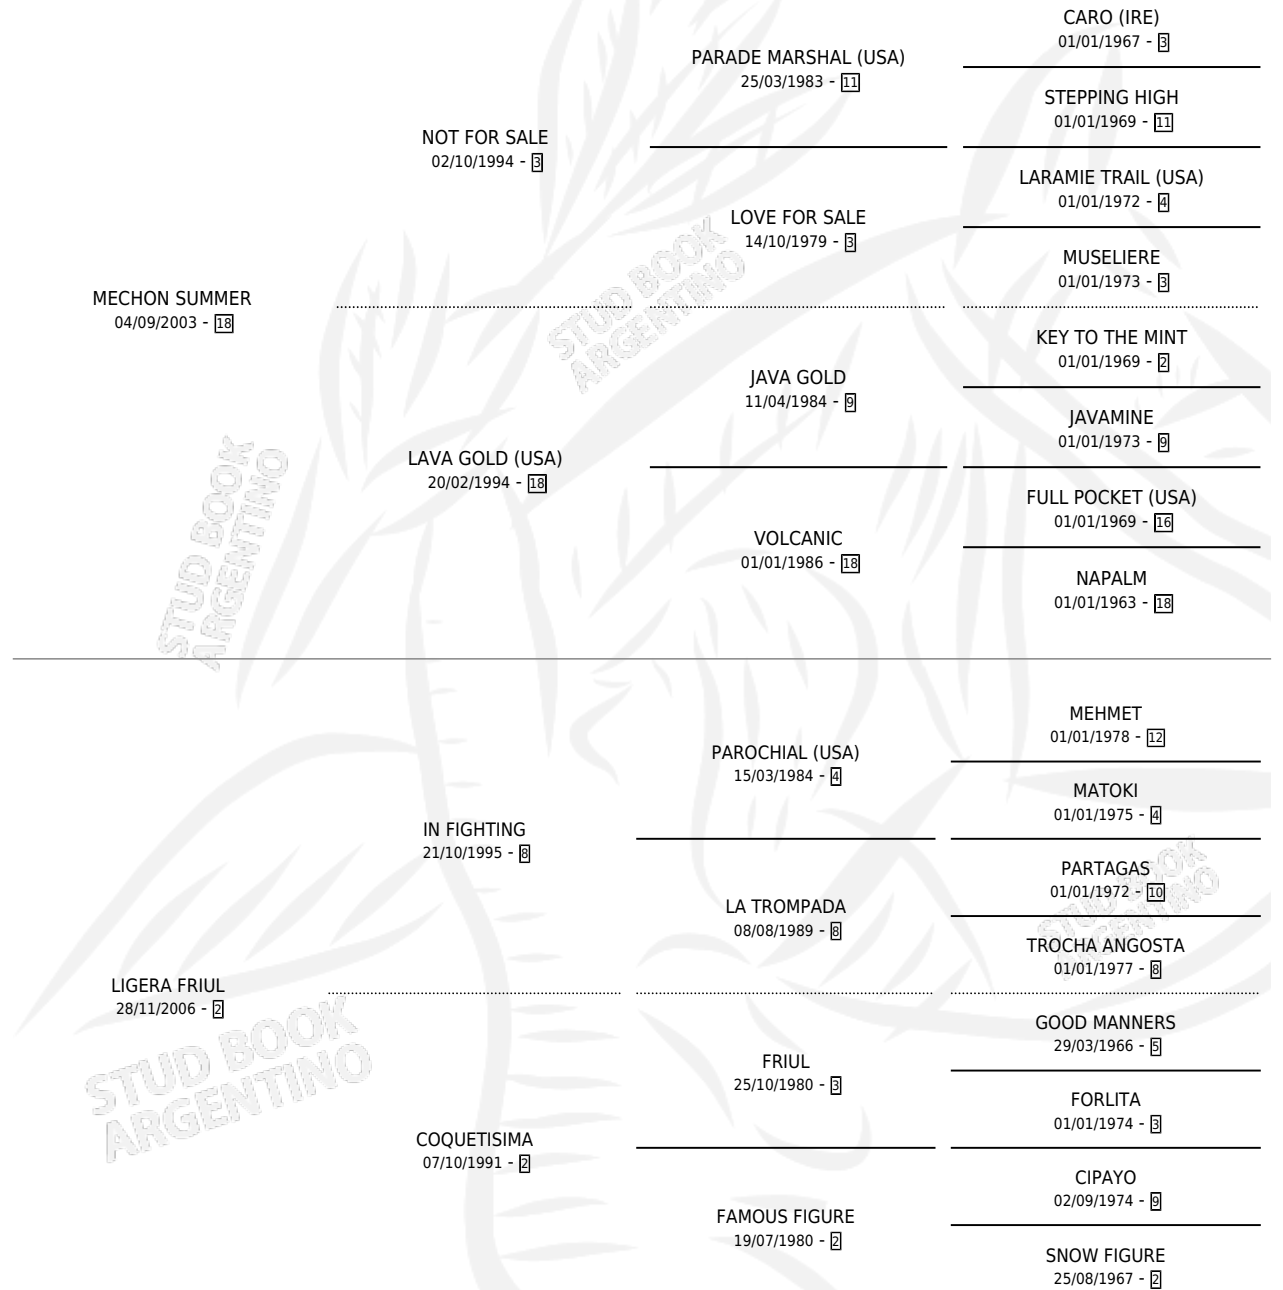 CARO (IRE)
01/01/1967 - 3
PARADE MARSHAL (USA)
25/03/1983 - 11
STEPPING HIGH
01/01/1969 - 11
NOT FOR SALE
02/10/1994 - 3
LARAMIE TRAIL (USA)
01/01/1972 - 4
LOVE FOR SALE
14/10/1979 - 3
MUSELIERE
01/01/1973 - 3
MECHON SUMMER
04/09/2003 - 18
KEY TO THE MINT
01/01/1969 - 2
JAVA GOLD
11/04/1984 - 9
JAVAMINE
01/01/1973 - 9
LAVA GOLD (USA)
20/02/1994 - 18
FULL POCKET (USA)
01/01/1969 - 16
VOLCANIC
01/01/1986 - 18
NAPALM
01/01/1963 - 18
MEHMET
01/01/1978 - 12
PAROCHIAL (USA)
15/03/1984 - 4
MATOKI
01/01/1975 - 4
IN FIGHTING
21/10/1995 - 8
PARTAGAS
01/01/1972 - 10
LA TROMPADA
08/08/1989 - 8
TROCHA ANGOSTA
01/01/1977 - 8
LIGERA FRIUL
28/11/2006 - 2
GOOD MANNERS
29/03/1966 - 5
FRIUL
25/10/1980 - 3
FORLITA
01/01/1974 - 3
COQUETISIMA
07/10/1991 - 2
CIPAYO
02/09/1974 - 9
FAMOUS FIGURE
19/07/1980 - 2
SNOW FIGURE
25/08/1967 - 2
STUD BOOK
ARGENTINO
STUD BOOK
ARGENTINO
STUD BOOK
ARGENTINO
STUD BOOK
ARGENTINO